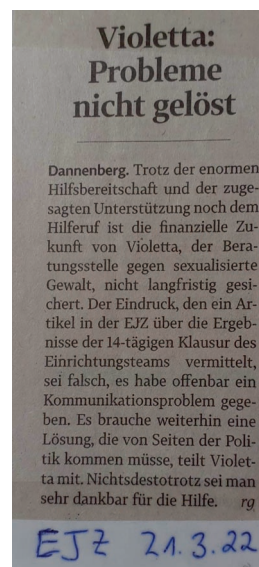 Violetta:
Probleme
nicht gelöst
Dannenberg. Trotz der enormen
Hilfsbereitschaft und der zuge-
sagten Unterstützung noch dem
Hilferuf ist die finanzielle Zu-
kunft von Violetta, der Bera-
tungsstelle gegen sexualisierte
Gewalt, nicht langfristig gesi-
chert. Der Eindruck, den ein Ar-
tikel in der EJZ über die Ergeb-
nisse der 14-tägigen Klausur des
Einrichtungsteams vermittelt,
sei falsch, es habe offenbar ein
Kommunikationsproblem gege-
ben. Es brauche weiterhin eine
Lösung, die von Seiten der Poli-
tik kommen müsse, teilt Violet-
ta mit. Nichtsdestotrotz sei man
sehr dankbar für die Hilfe. rg
EJZ 21.3.22